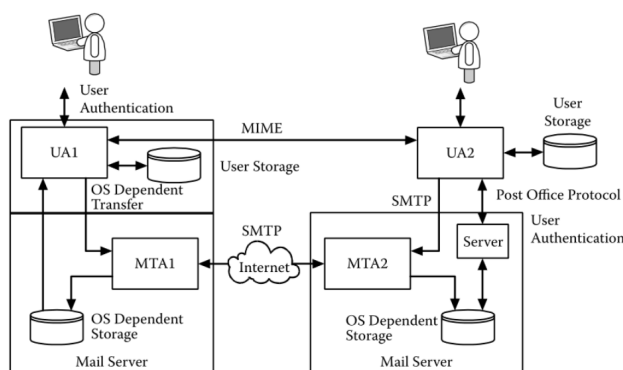 User
Authentication
MIME
User
Storage
UA1
User Storage
UA2
OS Dependent
Transfer
SMTP
Post Office Protocol
User
Authentication
SMTP
Server
MTA1
Internet
MTA2
OS Dependent
Storage
OS Dependent
Storage
Mail Server
Mail Server